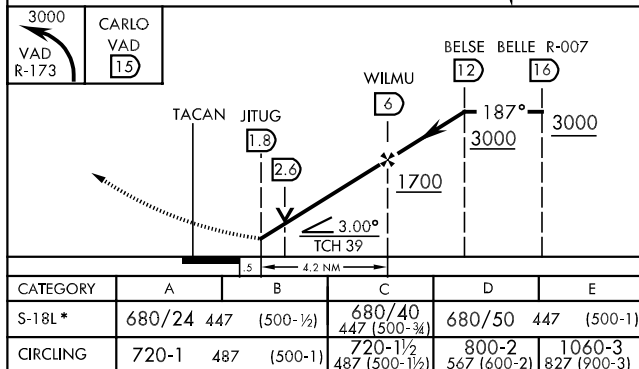 3000
VAD
R-173
CARLO
VAD
15
BELSE BELLE R-007
12 16
WILMU
6
187°
3000 3000
TACAN JITUG
1.8
2.6
1700
3.00°
TCH 39
.5 4.2 NM
CATEGORY A B C D E
S-18L* 680/24 447 (500-½) 680/40 447 (500-¾) 680/50 447 (500-1)
CIRCLING 720-1 487 (500-1) 720-1½ 487 (500-1½) 800-2 567 (600-2) 1060-3 827 (900-3)